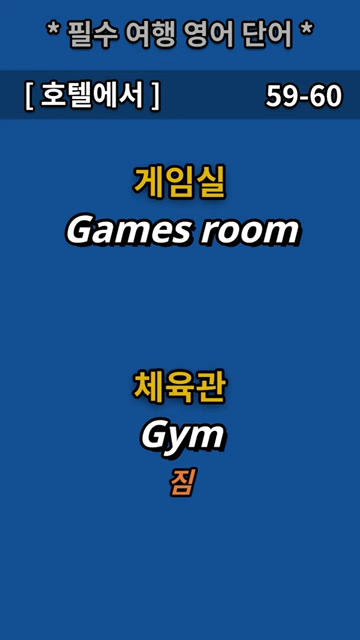 * 필수 여행 영어 단어 *
[ 호텔에서 ] 59-60
게임실
Games room
체육관
Gym
짐